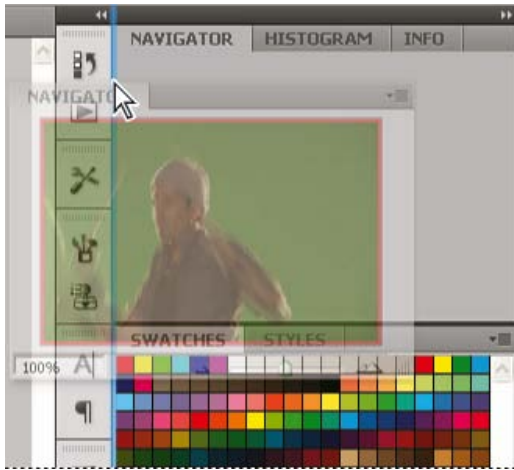 NAVIGATOR HISTOGRAM INFO
NAVIGATOR
SWATCHES STYLES
100%
A
¶